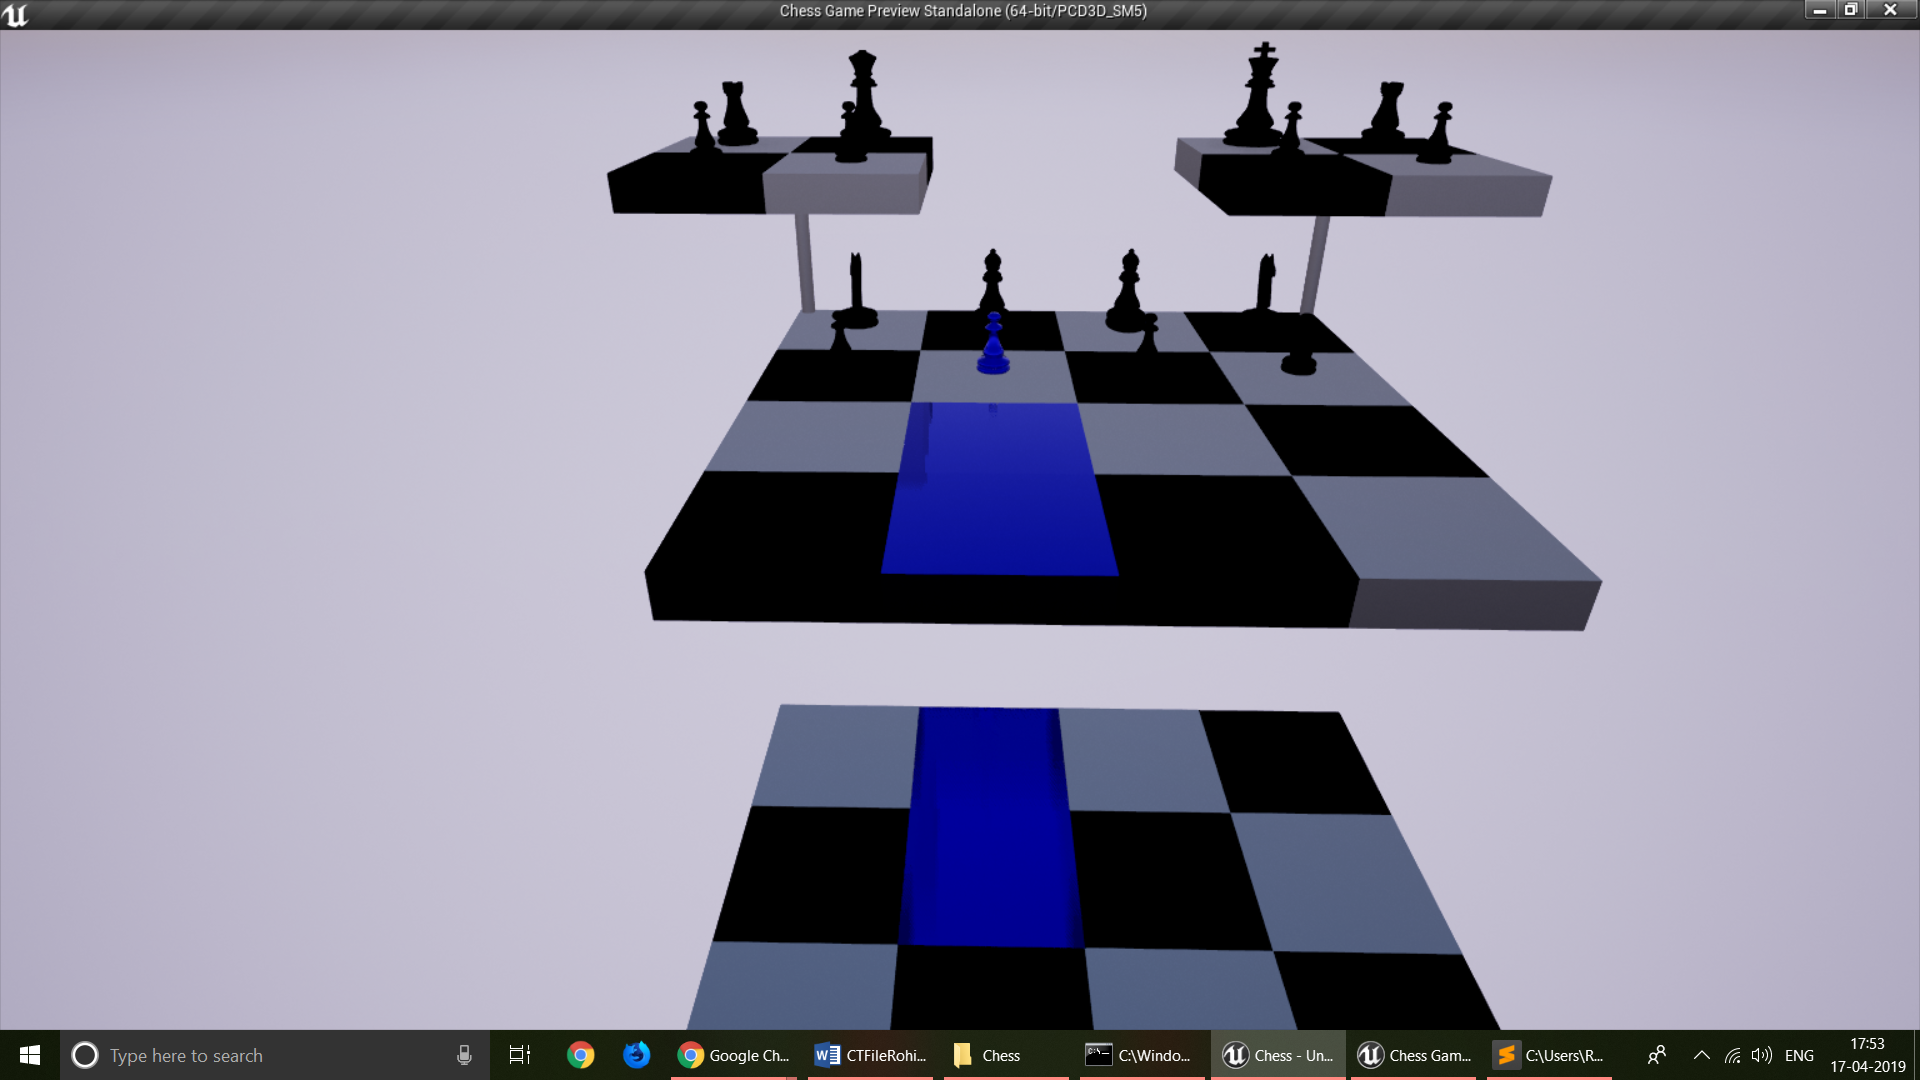 Chess Game Preview Standalone (64-bit/PCD3D_SM5)
Type here to search
Google Ch...
CTFileRohi...
Chess
C:\Windo...
Chess - Un...
Chess Gam...
C:\Users\R...
ENG
17:53
17-04-2019